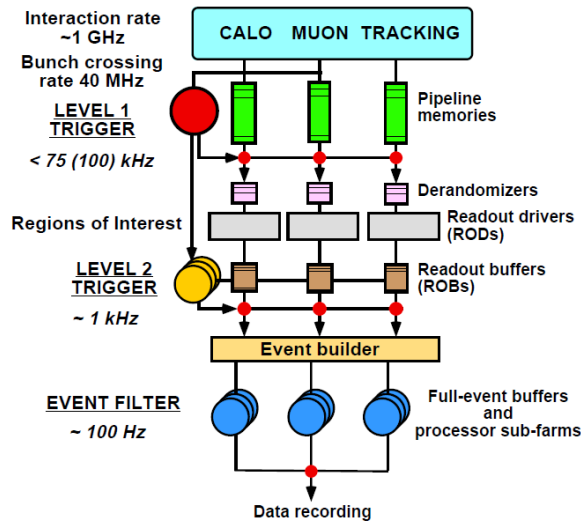 Interaction rate
~1 GHz
CALO MUON TRACKING
Bunch crossing
rate 40 MHz
LEVEL 1
TRIGGER
< 75 (100) kHz
Pipeline
memories
Derandomizers
Regions of Interest
Readout drivers
(RODs)
LEVEL 2
TRIGGER
~ 1 kHz
Readout buffers
(ROBs)
Event builder
EVENT FILTER
~ 100 Hz
Full-event buffers
and
processor sub-farms
Data recording